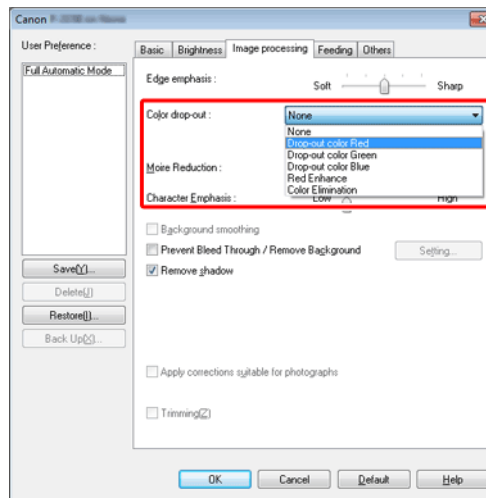 Canon
User Preference :
Full Automatic Mode
Save(Y)...
Delete(J)
Restore(I)...
Back Up(X)...
Basic Brightness Image processing Feeding Others
Edge emphasis :
Soft Sharp
Color drop-out :
None
None
Drop-out color Red
Drop-out color Green
Drop-out color Blue
Red Enhance
Color Elimination
Moire Reduction :
Character Emphasis :
Low High
Background smoothing
Prevent Bleed Through / Remove Background
Setting...
Remove shadow
Apply corrections suitable for photographs
Trimming(Z)
OK Cancel Default Help